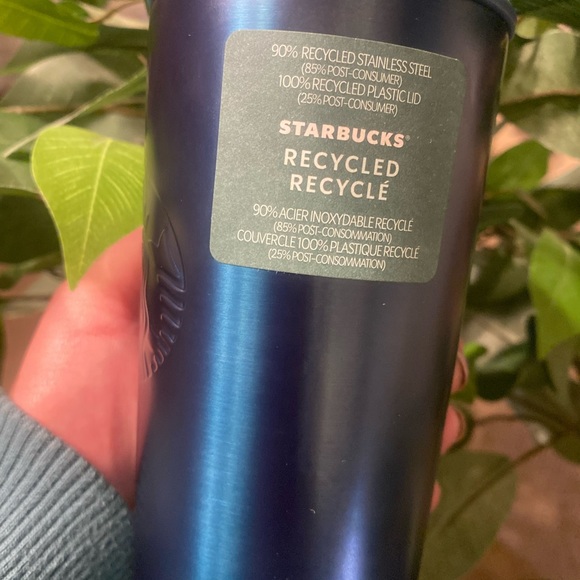 90% RECYCLED STAINLESS STEEL
(85% POST-CONSUMER)
100% RECYCLED PLASTIC LID
(25% POST-CONSUMER)
STARBUCKS®
RECYCLED
RECYCLÉ
90% ACIER INOXYDABLE RECYCLÉ
(85% POST-CONSOMMATION)
COUVERCLE 100% PLASTIQUE RECYCLÉ
(25% POST-CONSOMMATION)